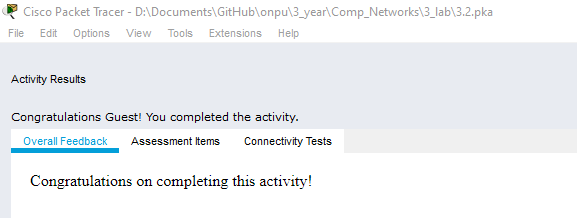 Cisco Packet Tracer - D:\Documents\GitHub\onpu\3_year\Comp_Networks\3_lab\3.2.pka
File Edit Options View Tools Extensions Help
Activity Results
Congratulations Guest! You completed the activity.
Overall Feedback Assessment Items Connectivity Tests
Congratulations on completing this activity!